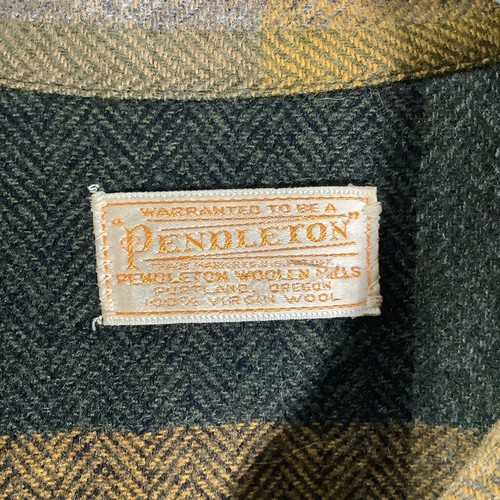 WARRANTED TO BE A
"PENDLETON"
PENDLETON WOOLEN MILLS
PORTLAND, OREGON
100% VIRGIN WOOL